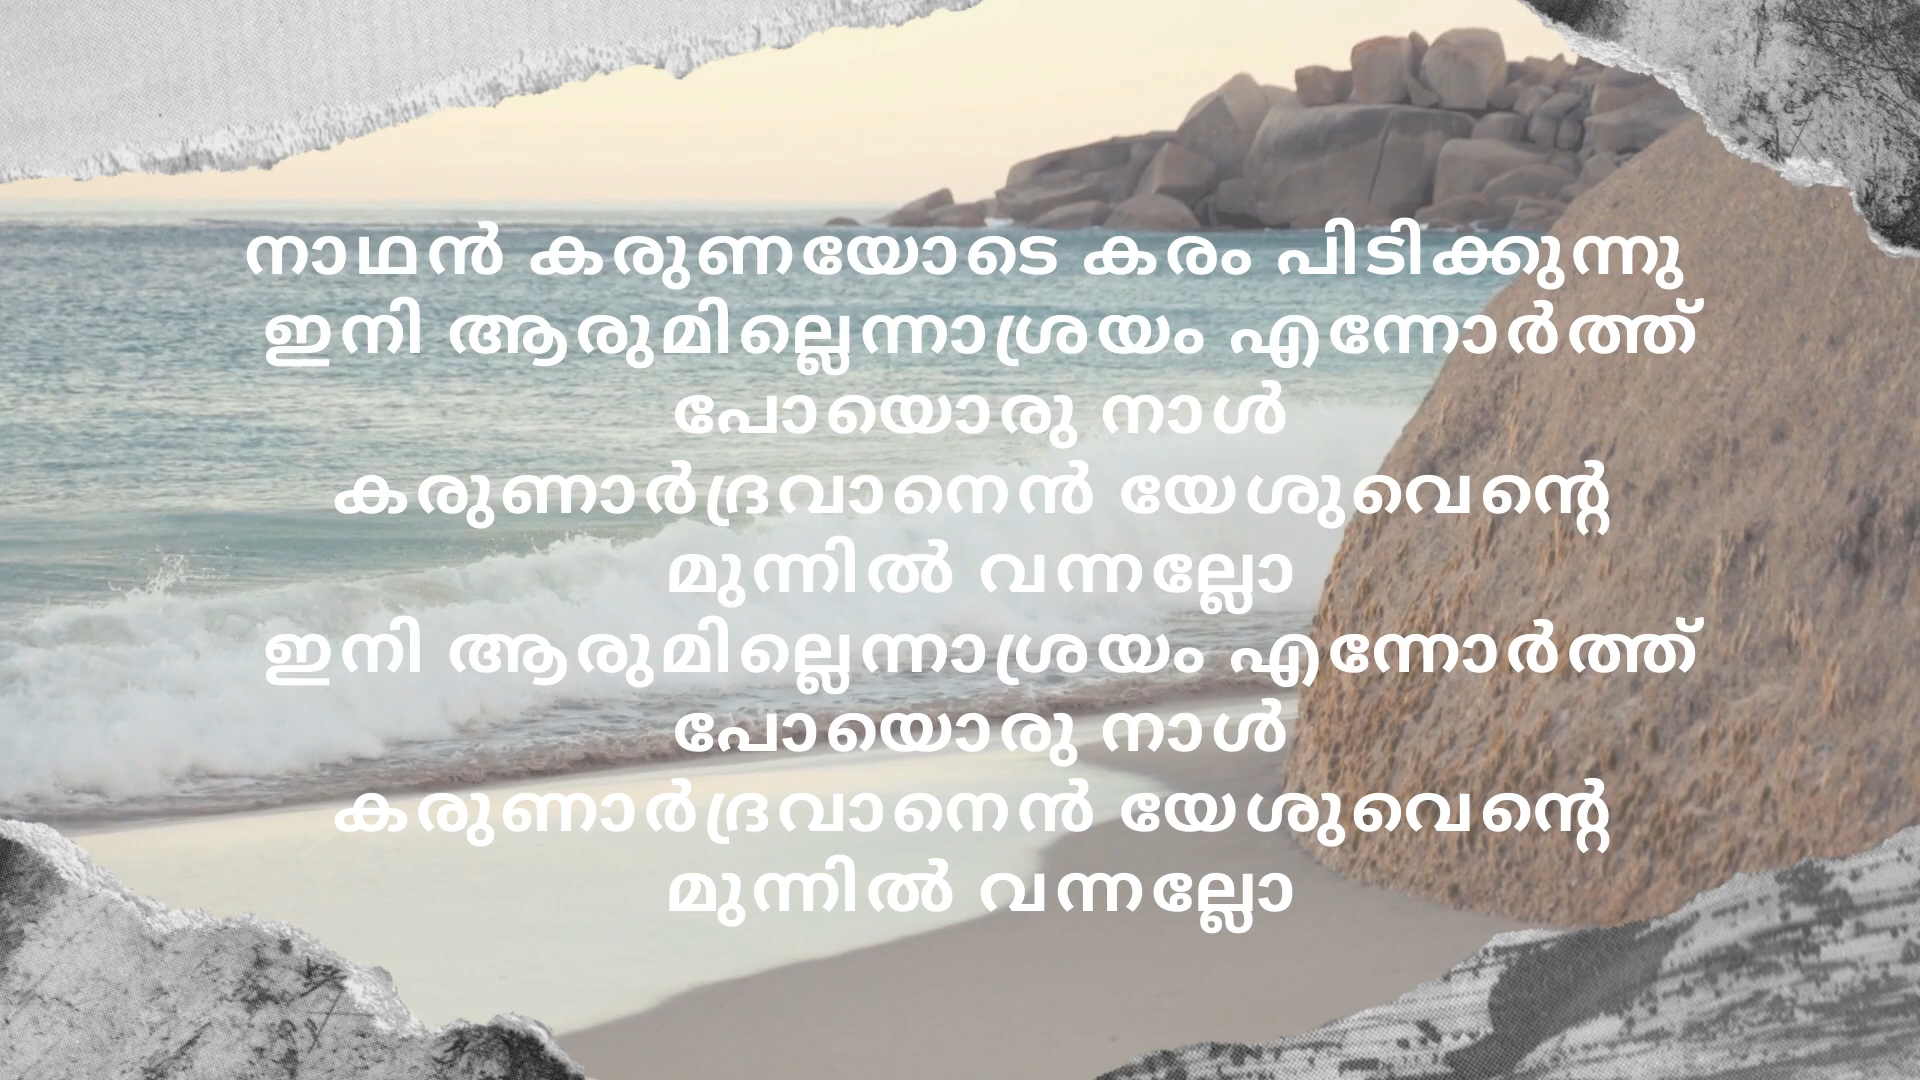 നാഥൻ കരുണയോടെ കരം പിടിക്കുന്നു
ഇനി ആരുമില്ലെന്നാശ്രയം എന്നോർത്ത്
പോയൊരു നാൾ
കരുണാർദ്രവാനെൻ യേശുവെന്റെ
മുന്നിൽ വന്നല്ലോ
ഇനി ആരുമില്ലെന്നാശ്രയം എന്നോർത്ത്
പോയൊരു നാൾ
കരുണാർദ്രവാനെൻ യേശുവെന്റെ
മുന്നിൽ വന്നല്ലോ